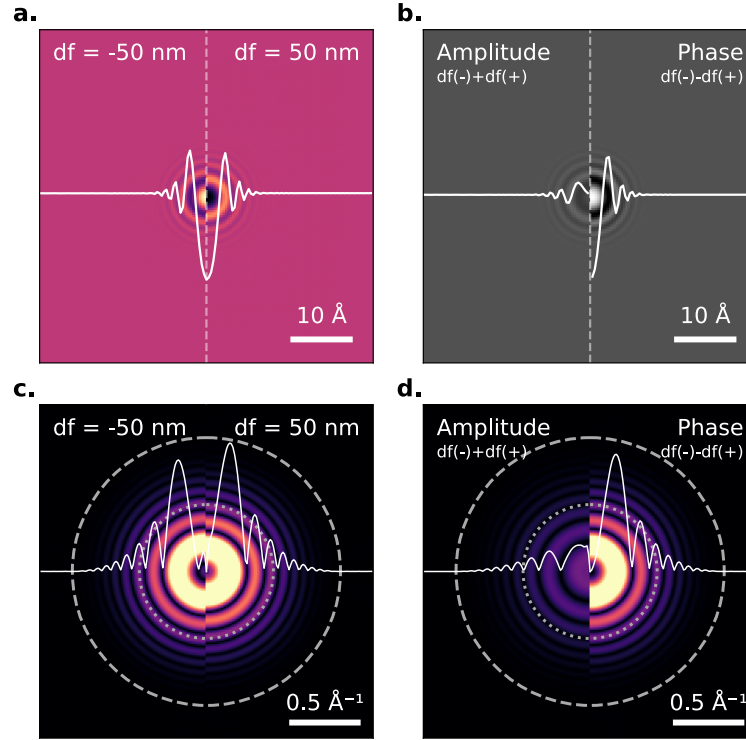 a.
df = -50 nm
df = 50 nm
10 Å
b.
Amplitude
df(-)+df(+)
Phase
df(-)-df(+)
10 Å
c.
df = -50 nm
df = 50 nm
0.5 Å⁻¹
d.
Amplitude
df(-)+df(+)
Phase
df(-)-df(+)
0.5 Å⁻¹